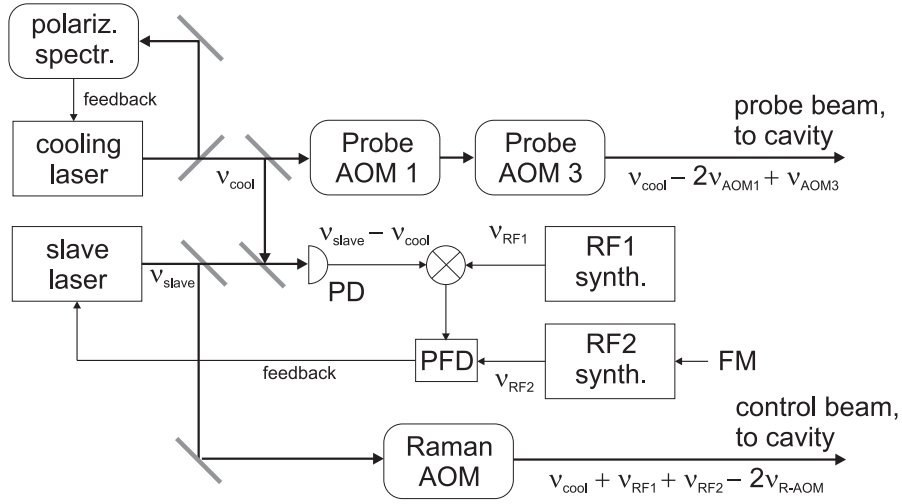 polariz.
spectr.
feedback
cooling
laser
ν_cool
Probe
AOM 1
Probe
AOM 3
probe beam,
to cavity
ν_cool – 2ν_AOM1 + ν_AOM3
slave
laser
ν_slave
ν_slave – ν_cool
PD
ν_RF1
RF1
synth.
PFD
feedback
ν_RF2
RF2
synth.
FM
control beam,
to cavity
Raman
AOM
ν_cool + ν_RF1 + ν_RF2 – 2ν_R-AOM